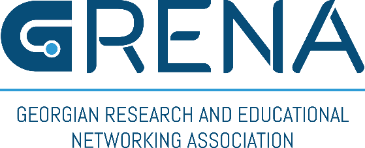 GRENA
GEORGIAN RESEARCH AND EDUCATIONAL
NETWORKING ASSOCIATION